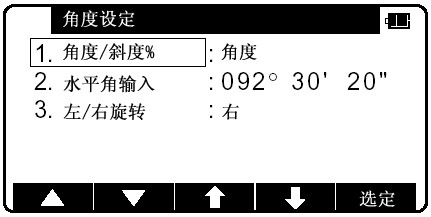 角度设定
1. 角度/斜度% : 角度
2. 水平角输入 : 092° 30' 20"
3. 左/右旋转 : 右
选定